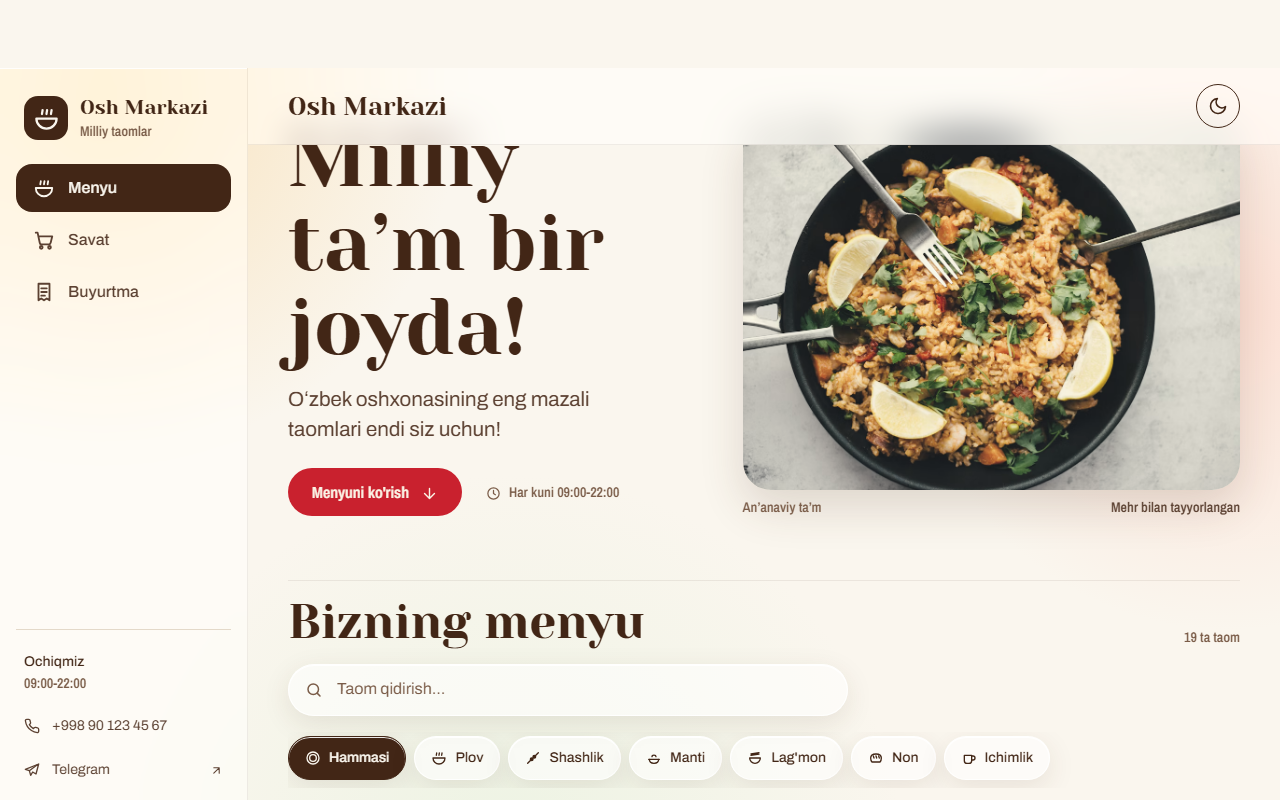 Osh Markazi
Milliy taomlar
Menyu
Savat
Buyurtma
Ochiqmiz
09:00-22:00
+998 90 123 45 67
Telegram
Osh Markazi
Milliy
ta’m bir
joyda!
Oʻzbek oshxonasining eng mazali
taomlari endi siz uchun!
Menyuni ko'rish
Har kuni 09:00-22:00
An’anaviy ta’m
Mehr bilan tayyorlangan
Bizning menyu
19 ta taom
Taom qidirish...
Hammasi
Plov
Shashlik
Manti
Lag'mon
Non
Ichimlik